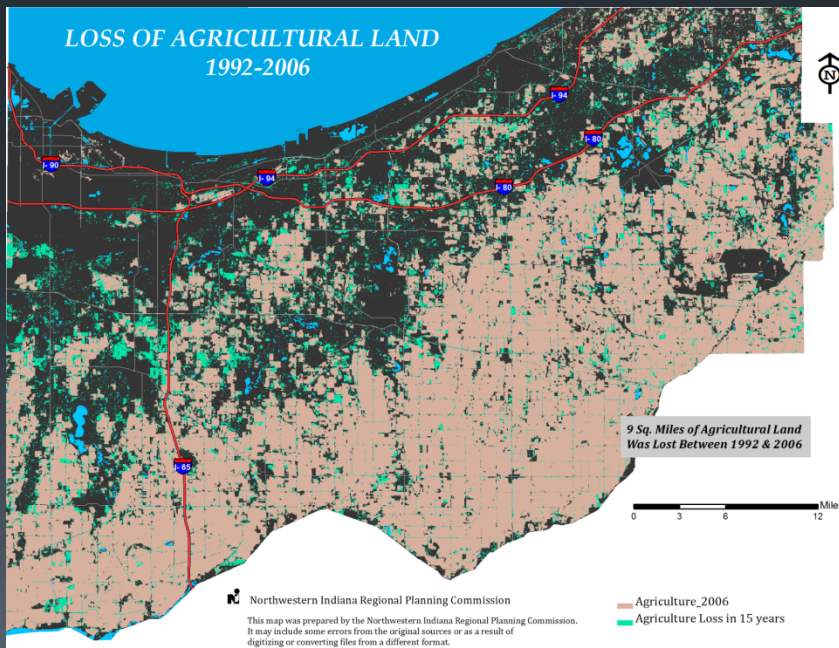 LOSS OF AGRICULTURAL LAND
1992-2006
N
I- 94
I- 80
I- 90
I- 94
I- 80
I- 65
9 Sq. Miles of Agricultural Land
Was Lost Between 1992 & 2006
Mile
0 3 6 12
Northwestern Indiana Regional Planning Commission
This map was prepared by the Northwestern Indiana Regional Planning Commission.
It may include some errors from the original sources or as a result of
digitizing or converting files from a different format.
Agriculture_2006
Agriculture Loss in 15 years